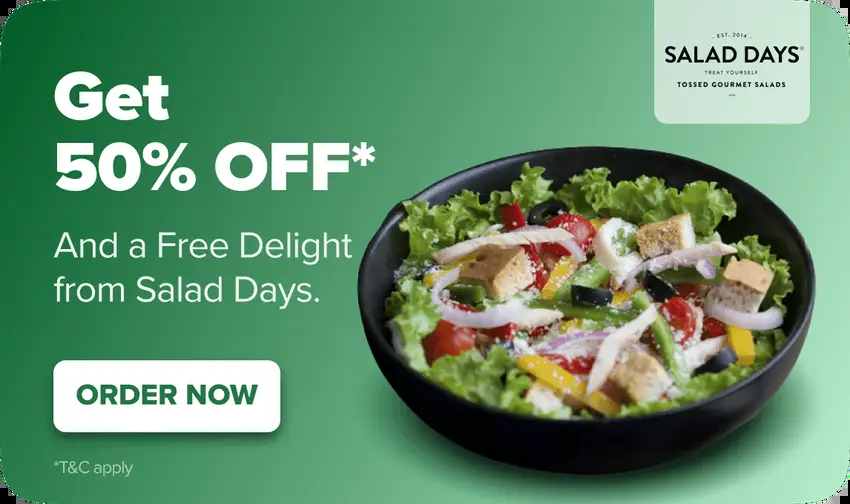 - EST. 2014 -
SALAD DAYS®
TREAT YOURSELF
TOSSED GOURMET SALADS
Get
50% OFF*
And a Free Delight
from Salad Days.
ORDER NOW
*T&C apply